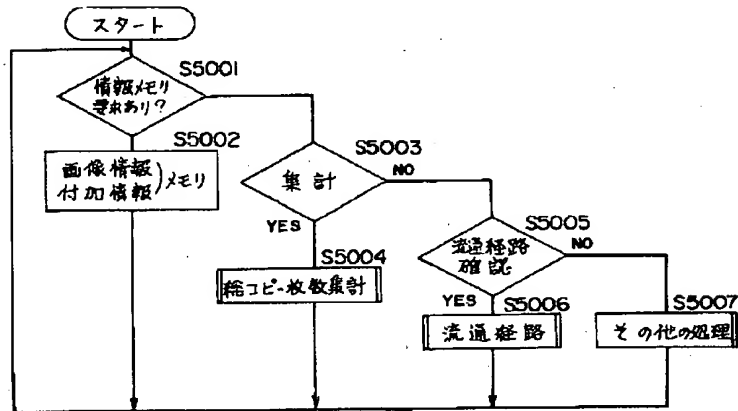 スタート
S5001
情報メモリ
要求あり?
S5002
画像情報
付加情報
)メモリ
S5003
集計
NO
YES
S5004
総コピー枚数集計
S5005
流通経路
確認
NO
YES
S5006
流通経路
S5007
その他の処理